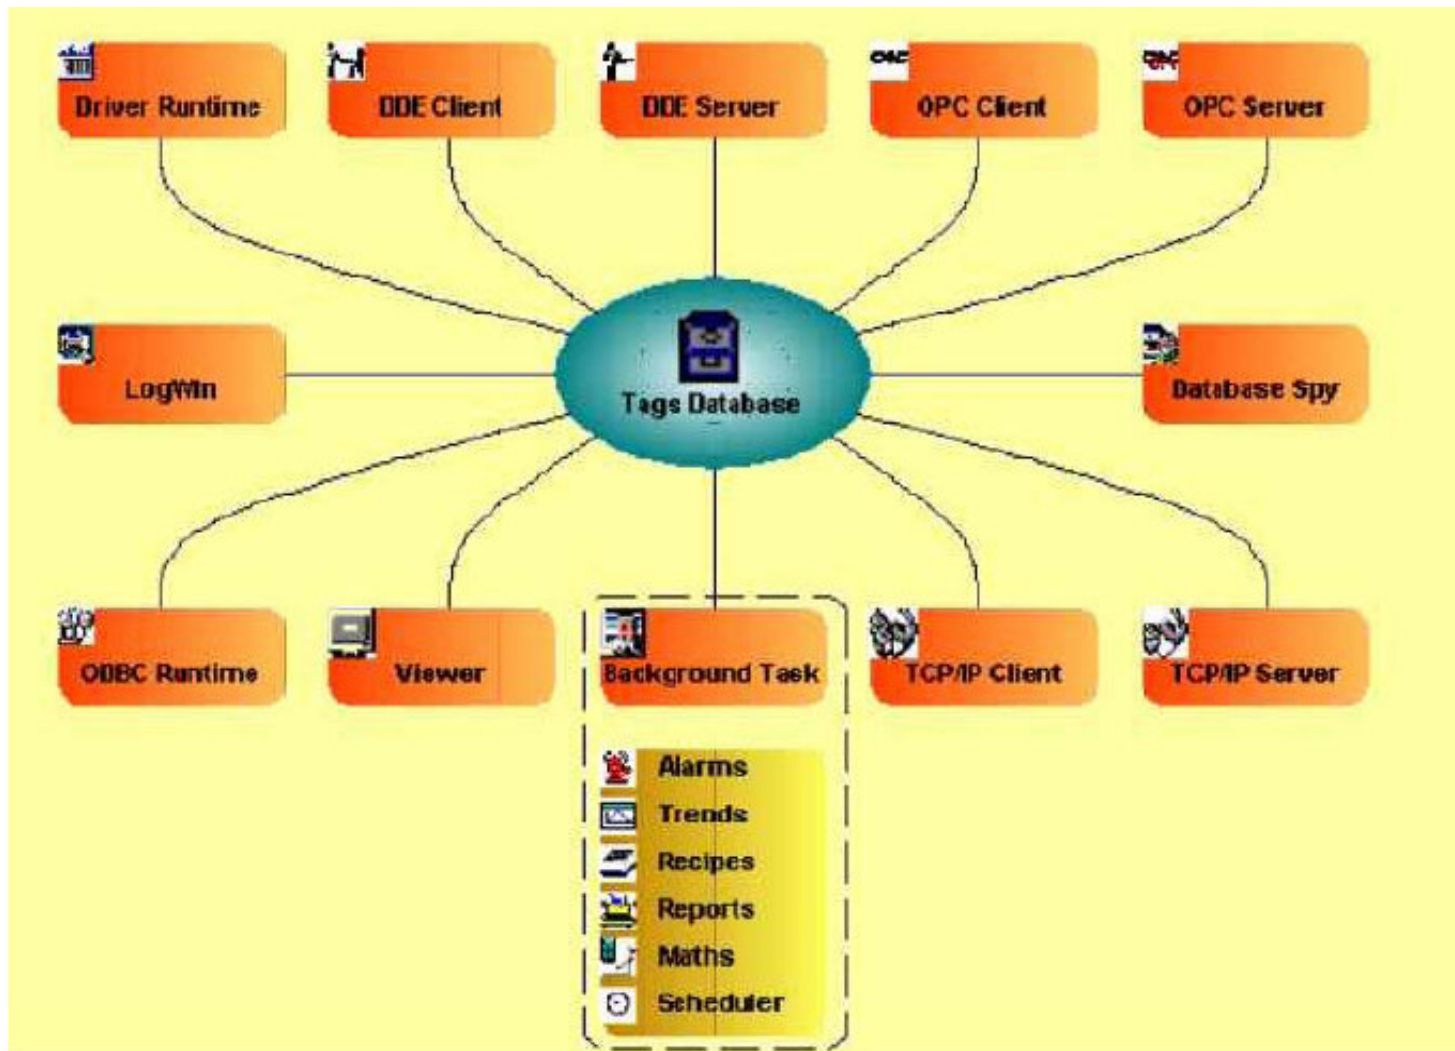 Driver Runtime
DDE Client
DDE Server
OPC Client
OPC Server
LogWin
Tags Database
Database Spy
ODBC Runtime
Viewer
Background Task
TCP/IP Client
TCP/IP Server
Alarms
Trends
Recipes
Reports
Maths
Scheduler